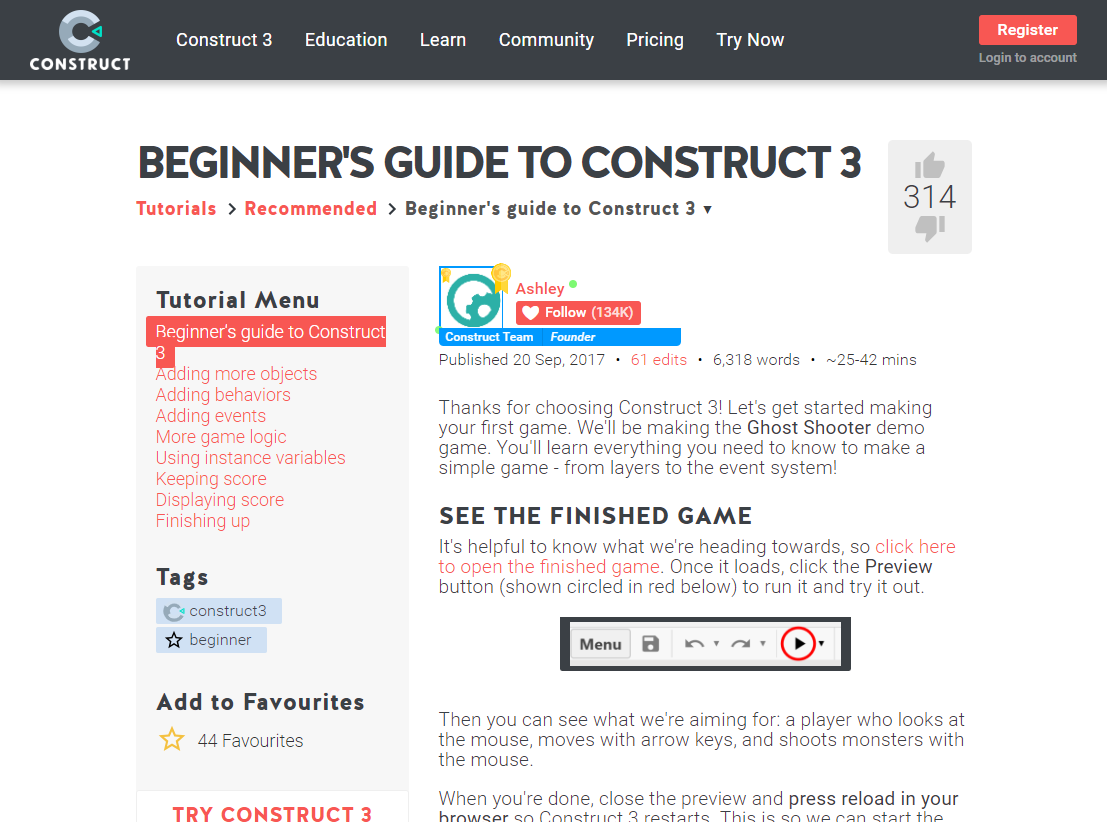 CONSTRUCT
Construct 3 Education Learn Community Pricing Try Now
Register
Login to account
BEGINNER'S GUIDE TO CONSTRUCT 3
314
Tutorials > Recommended > Beginner's guide to Construct 3 ▾
Tutorial Menu
Beginner's guide to Construct
3
Adding more objects
Adding behaviors
Adding events
More game logic
Using instance variables
Keeping score
Displaying score
Finishing up
Tags
construct3
beginner
Add to Favourites
44 Favourites
TRY CONSTRUCT 3
Ashley
Follow (134K)
Construct Team Founder
Published 20 Sep, 2017 • 61 edits • 6,318 words • ~25-42 mins
Thanks for choosing Construct 3! Let's get started making
your first game. We'll be making the Ghost Shooter demo
game. You'll learn everything you need to know to make a
simple game - from layers to the event system!
SEE THE FINISHED GAME
It's helpful to know what we're heading towards, so click here
to open the finished game. Once it loads, click the Preview
button (shown circled in red below) to run it and try it out.
Menu
Then you can see what we're aiming for: a player who looks at
the mouse, moves with arrow keys, and shoots monsters with
the mouse.
When you're done, close the preview and press reload in your
browser so Construct 3 restarts. This is so we can start the